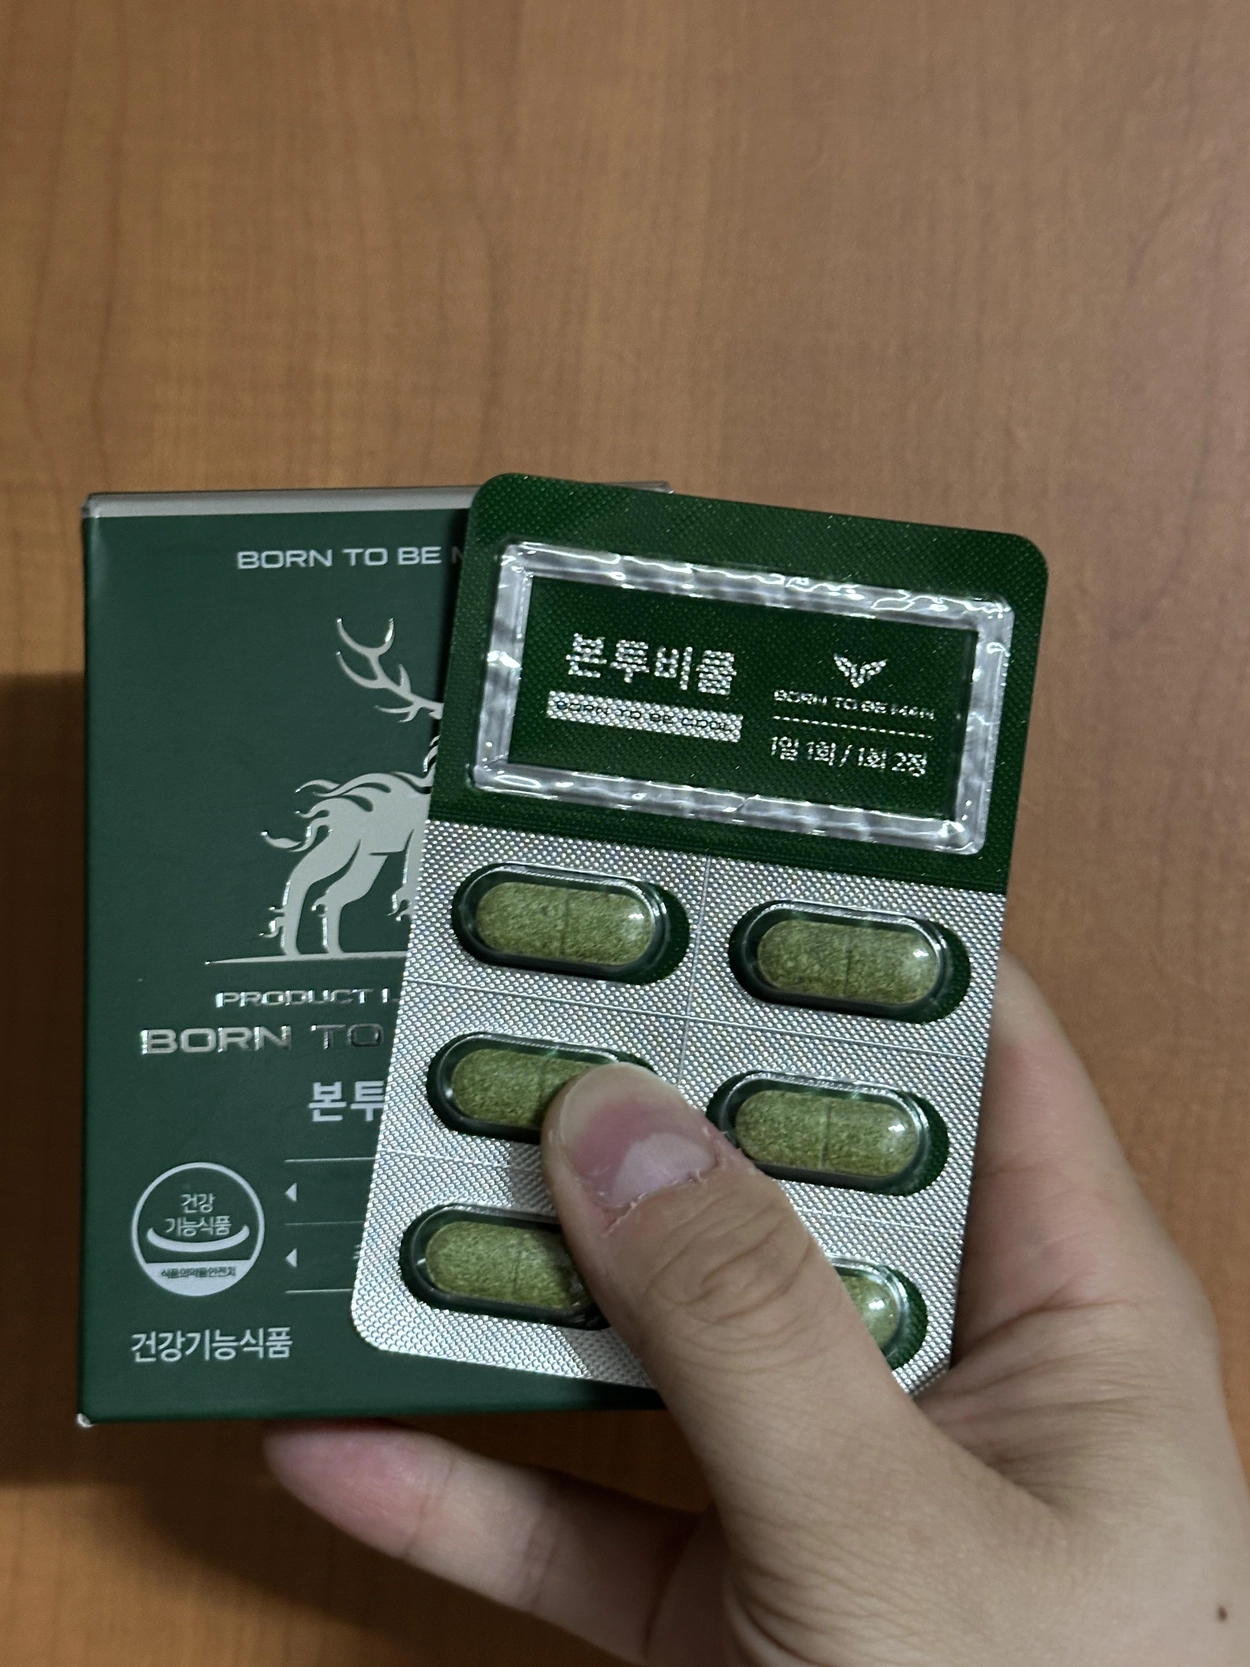 BORN TO BE
PRODUCT
BORN TO
본투
건강
기능식품
식품의약품안전처
건강기능식품
본투비쿨
BORN TO BE COOL
BORN TO BE MAN
1일 1회 / 1회 2정